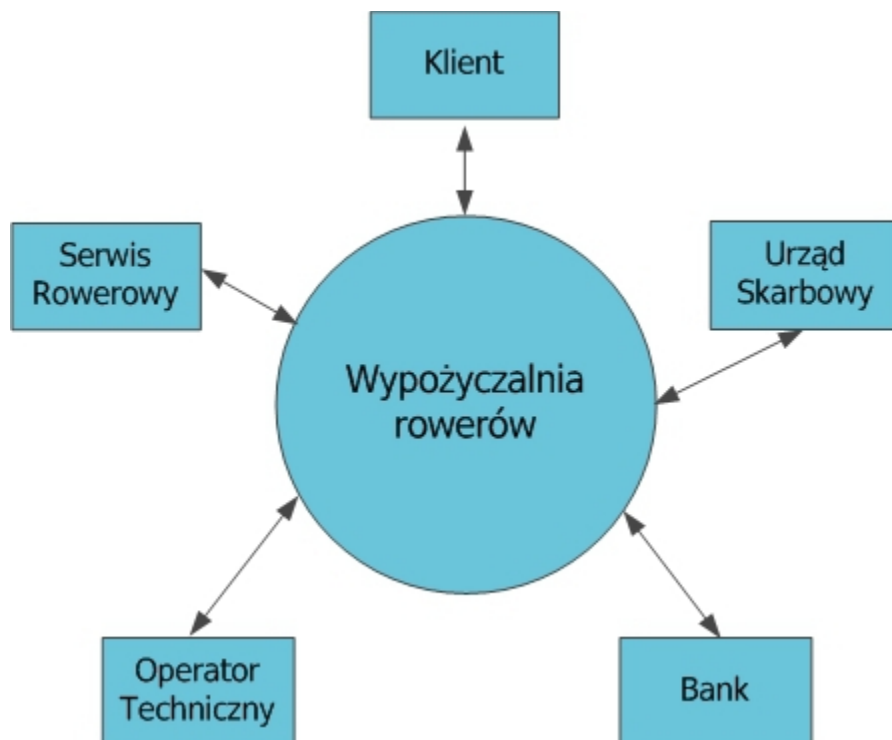 Klient
Serwis
Rowerowy
Urząd
Skarbowy
Wypożyczalnia
rowerów
Operator
Techniczny
Bank